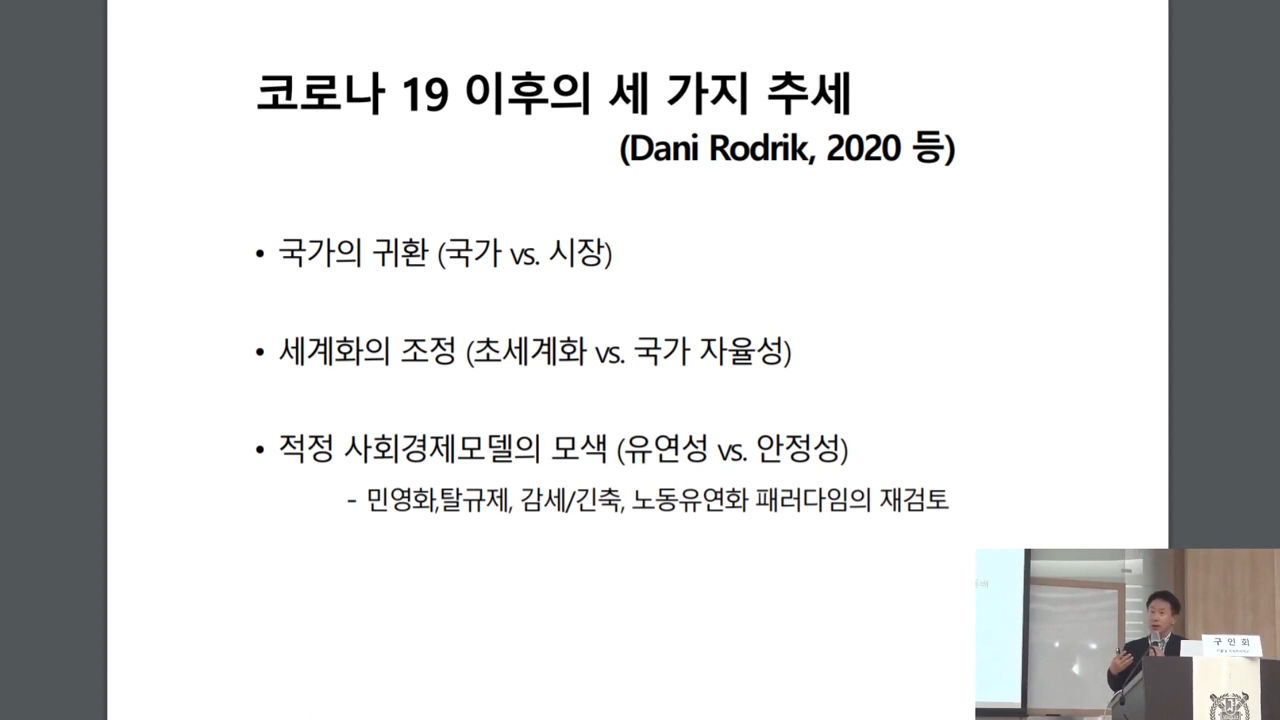 코로나 19 이후의 세 가지 추세
(Dani Rodrik, 2020 등)
• 국가의 귀환 (국가 vs. 시장)
• 세계화의 조정 (초세계화 vs. 국가 자율성)
• 적정 사회경제모델의 모색 (유연성 vs. 안정성)
- 민영화,탈규제, 감세/긴축, 노동유연화 패러다임의 재검토
구 인 회